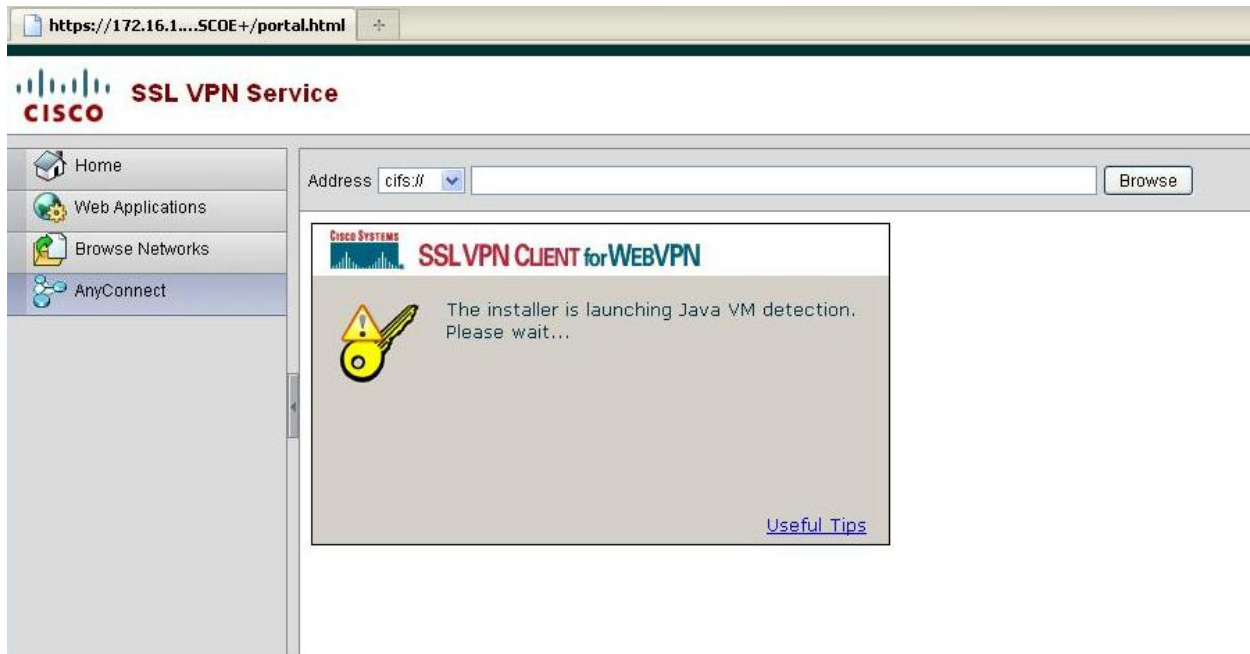 https://172.16.1....SCOE+/portal.html
CISCO SSL VPN Service
Home
Web Applications
Browse Networks
AnyConnect
Address cifs:// Browse
CISCO SYSTEMS
SSL VPN CLIENT for WEBVPN
The installer is launching Java VM detection.
Please wait...
Useful Tips